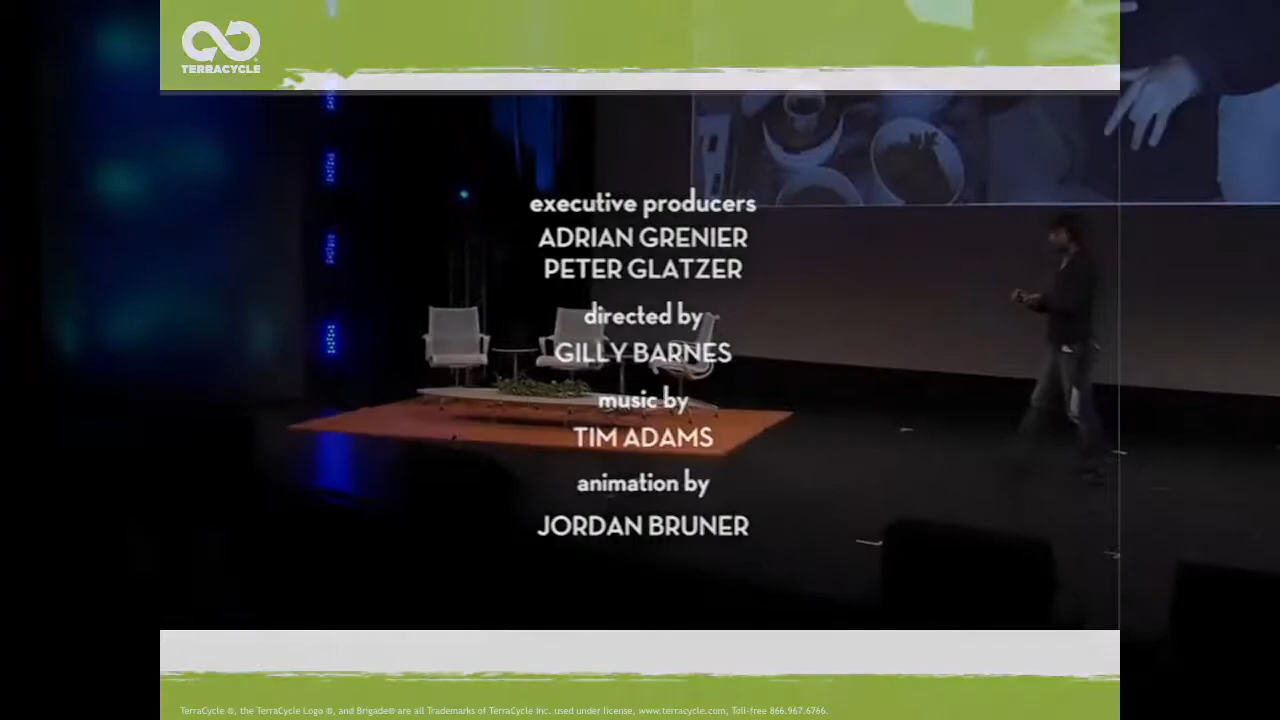 TERRACYCLE
executive producers
ADRIAN GRENIER
PETER GLATZER
directed by
GILLY BARNES
music by
TIM ADAMS
animation by
JORDAN BRUNER
TerraCycle ®, the TerraCycle Logo ®, and Brigade® are all Trademarks of TerraCycle Inc. used under license, www.terracycle.com, Toll-free 866.967.6766.